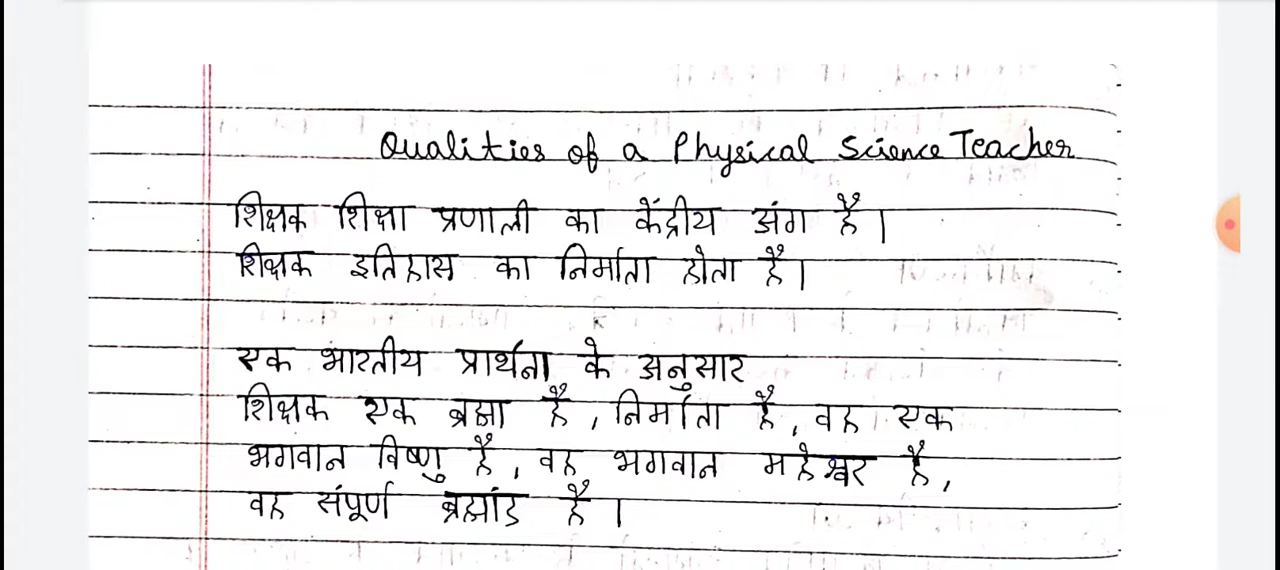 Qualities of a Physical Science Teacher
शिक्षक शिक्षा प्रणाली का केंद्रीय अंग है।
शिक्षक इतिहास का निर्माता होता है।
एक भारतीय प्रार्थना के अनुसार
शिक्षक एक ब्रह्मा है, निर्माता है, वह एक
भगवान विष्णु है, वह भगवान महेश्वर है,
वह संपूर्ण ब्रह्मांड है।